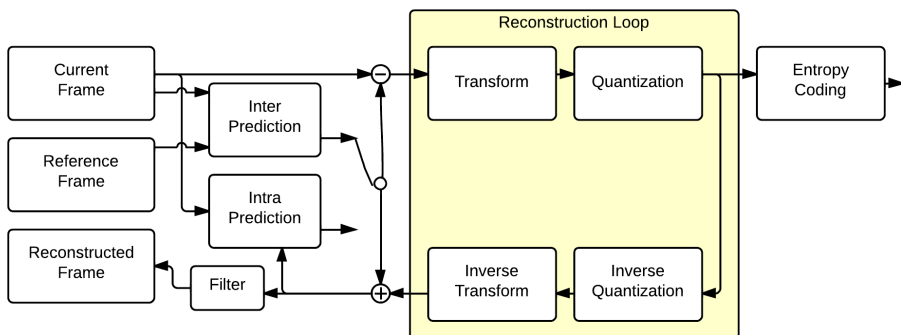 Reconstruction Loop
Current
Frame
Transform
Quantization
Entropy
Coding
Inter
Prediction
Reference
Frame
Intra
Prediction
Reconstructed
Frame
Filter
Inverse
Transform
Inverse
Quantization